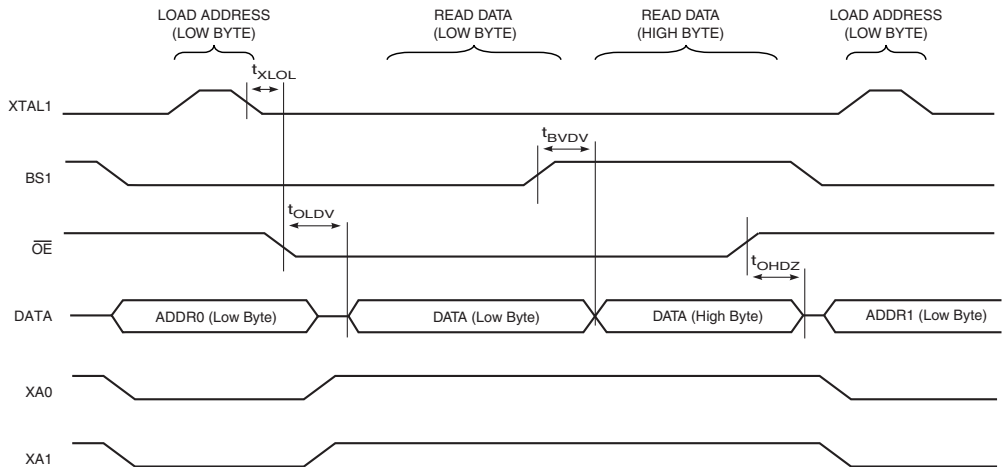 LOAD ADDRESS
(LOW BYTE)
READ DATA
(LOW BYTE)
READ DATA
(HIGH BYTE)
LOAD ADDRESS
(LOW BYTE)
tXLOL
XTAL1
tBVDV
BS1
tOLDV
OE
tOHDZ
DATA
ADDR0 (Low Byte)
DATA (Low Byte)
DATA (High Byte)
ADDR1 (Low Byte)
XA0
XA1